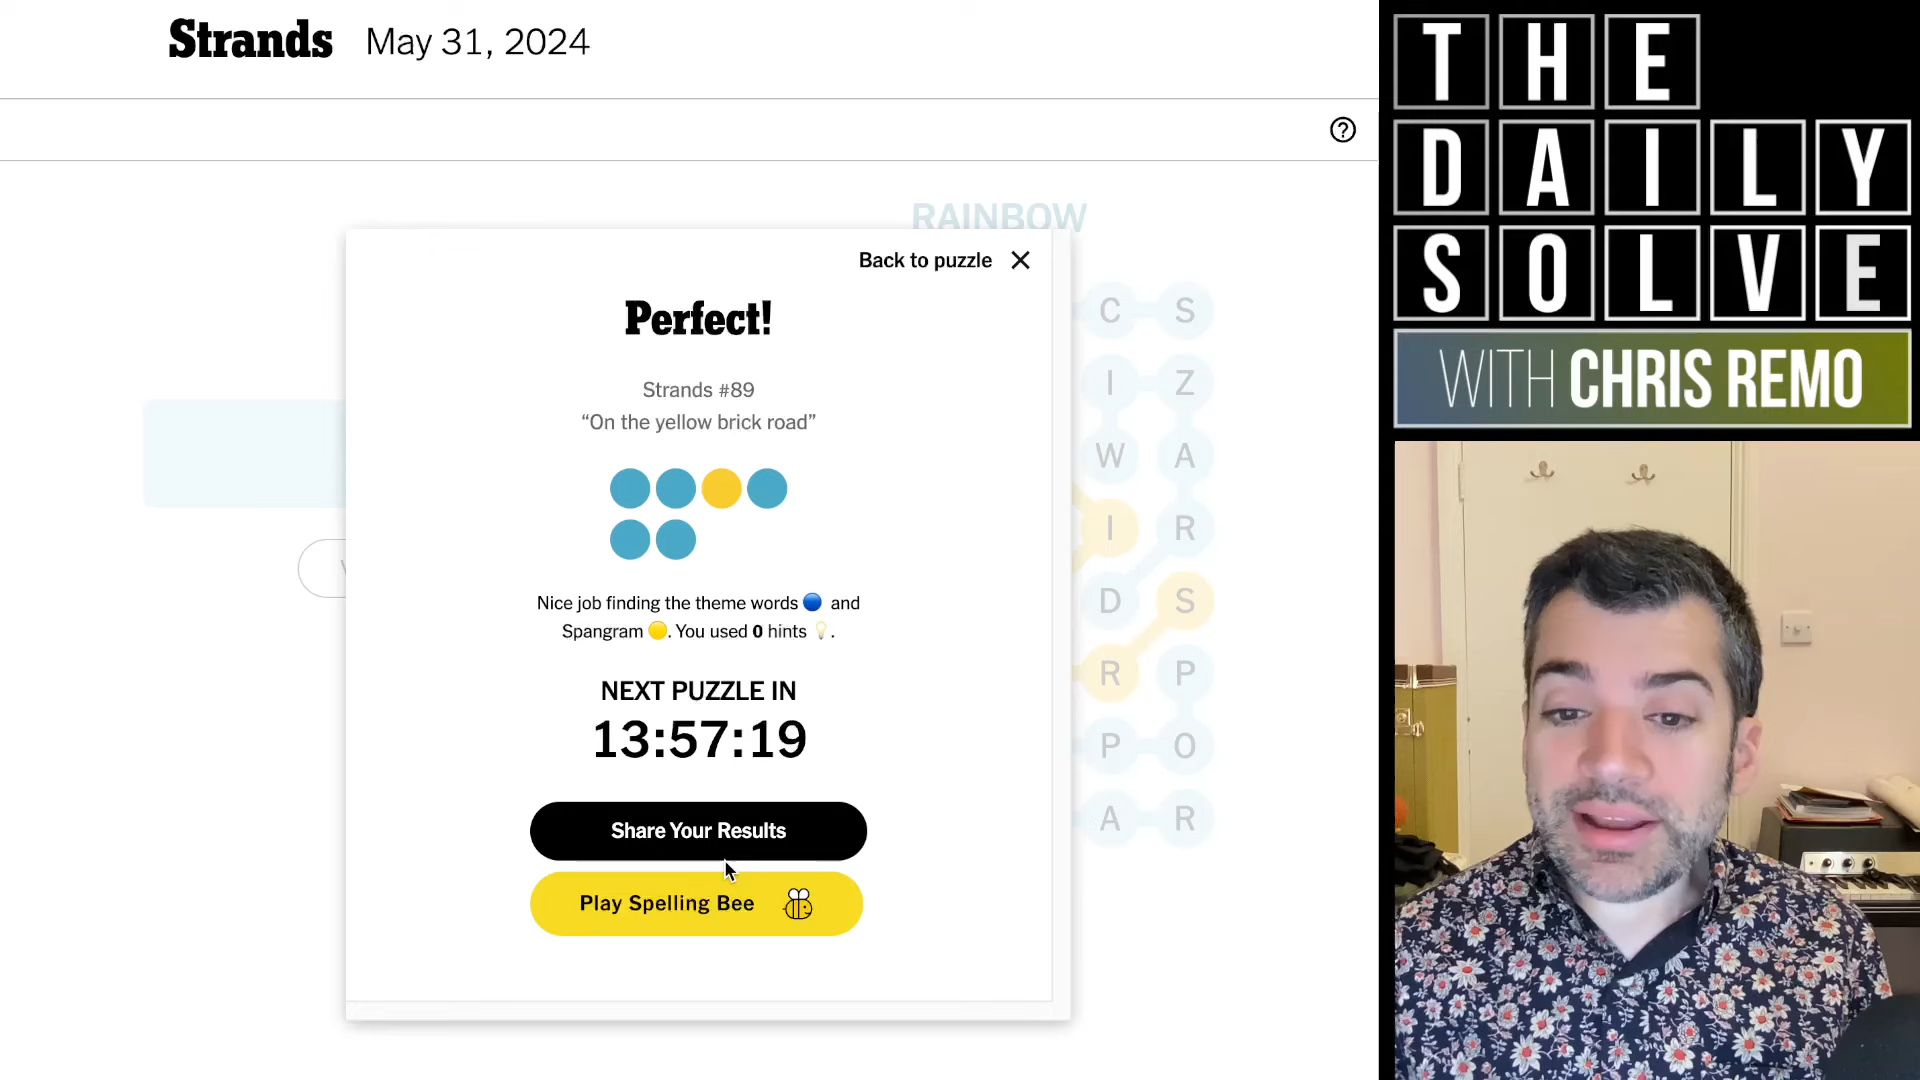 Strands May 31, 2024
RAINBOW
Back to puzzle
Perfect!
Strands #89
“On the yellow brick road”
Nice job finding the theme words and
Spangram . You used 0 hints .
NEXT PUZZLE IN
13:57:19
Share Your Results
Play Spelling Bee
C S
I Z
W A
I R
D S
R P
P O
A R
THE
DAILY
SOLVE
WITH CHRIS REMO